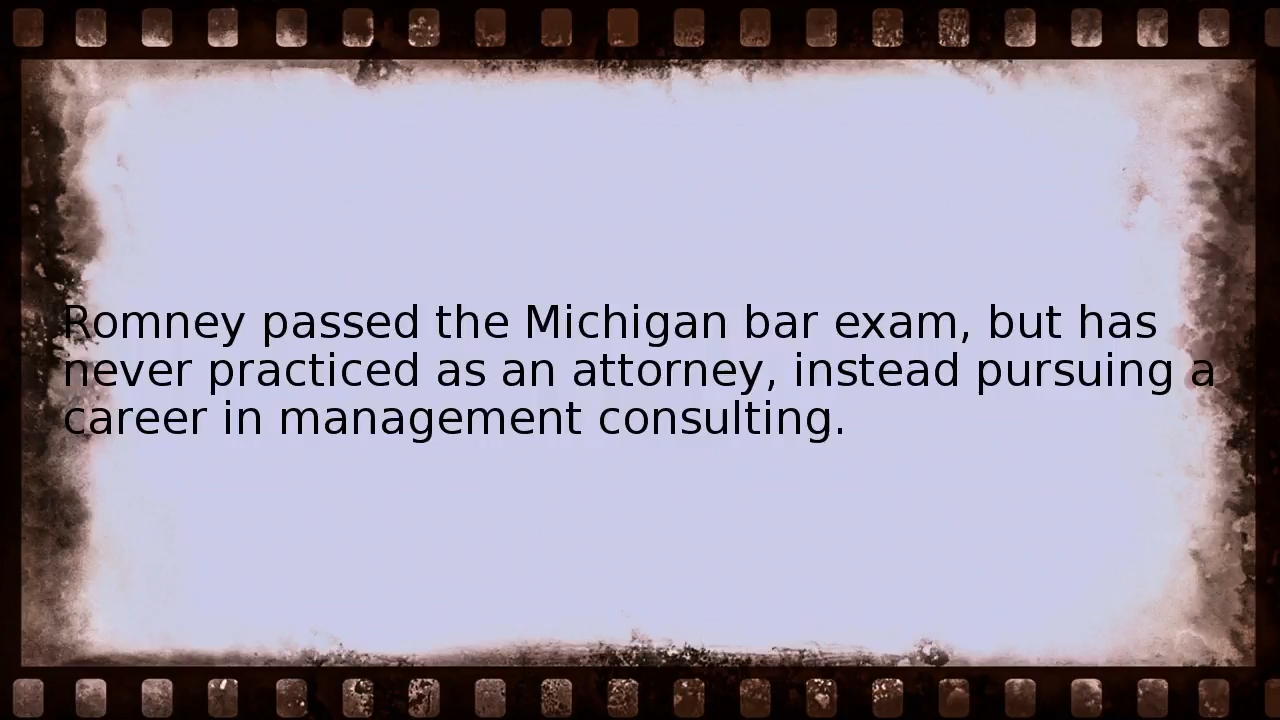 Romney passed the Michigan bar exam, but has
never practiced as an attorney, instead pursuing a
career in management consulting.